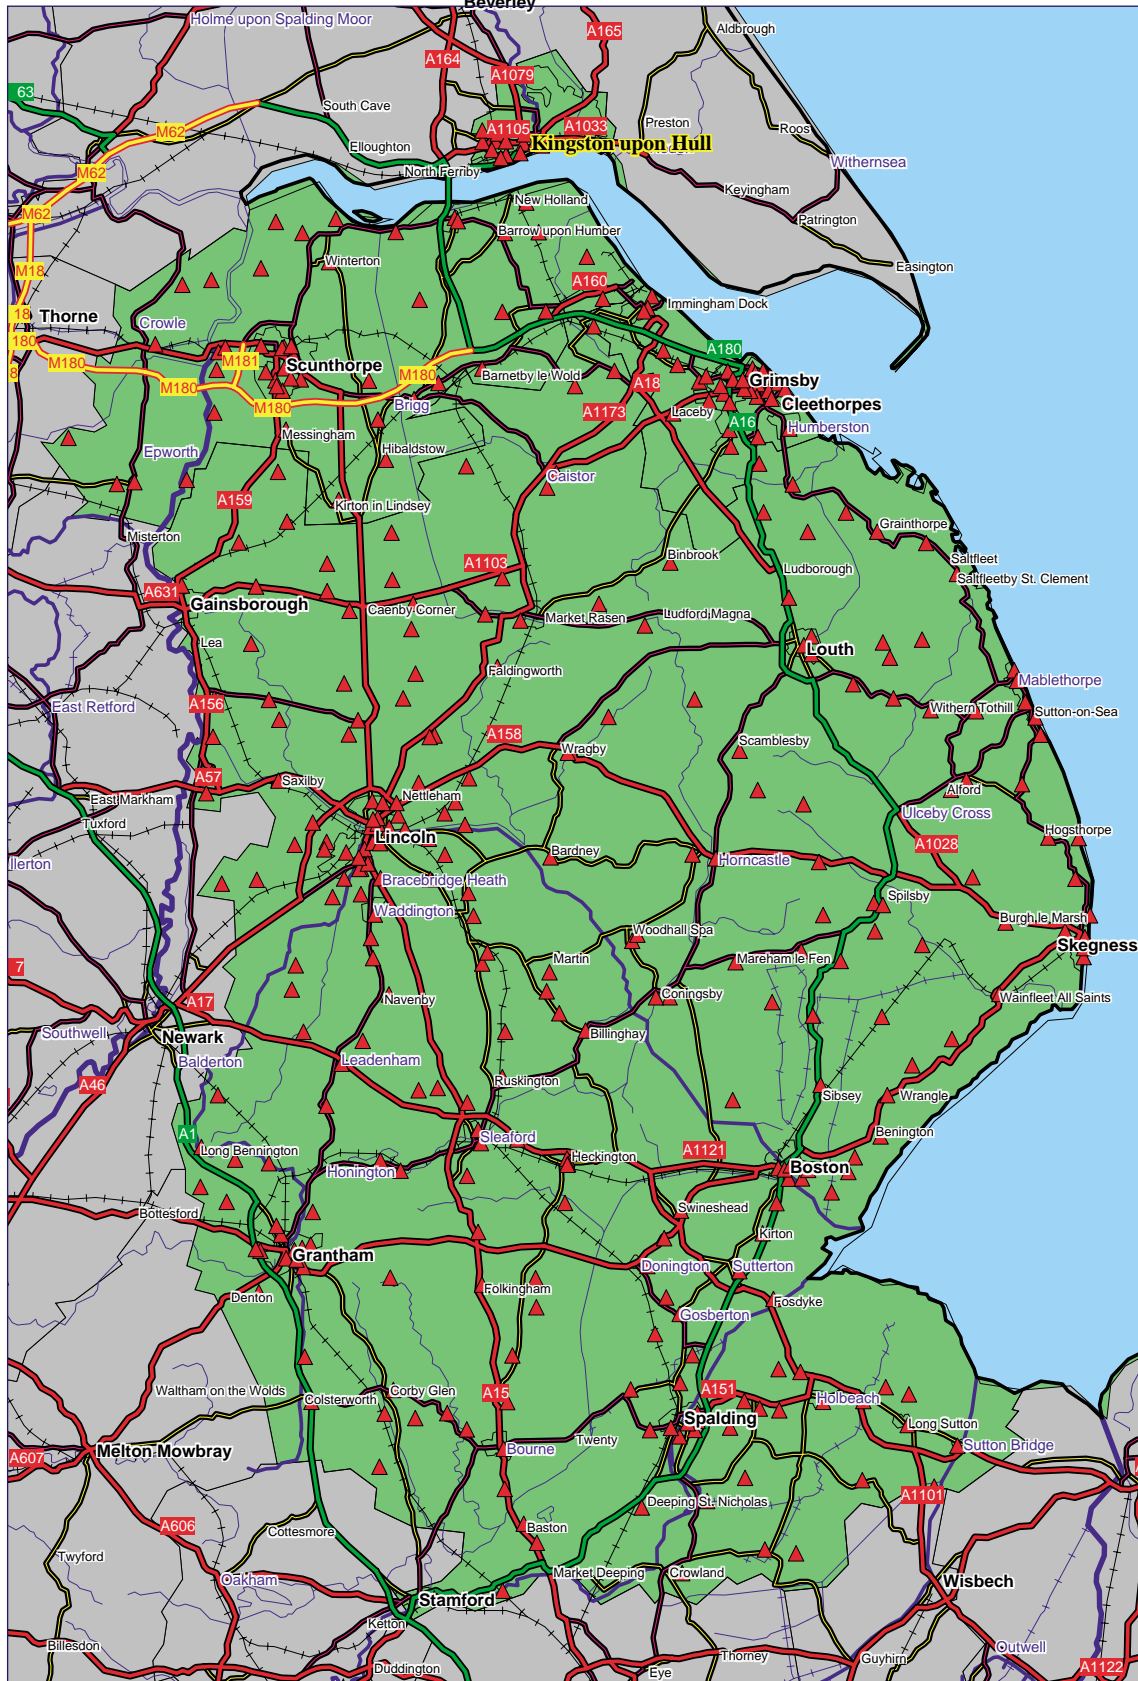 Beverley
Holme upon Spalding Moor
A165
Aldbrough
A164
A1079
63
South Cave
M62
A1105
A1033
Preston
Roos
Kingston upon Hull
Elloughton
Withernsea
M62
North Ferriby
Keyingham
M62
New Holland
Patrington
Barrow upon Humber
Winterton
Easington
M18
A160
Immingham Dock
18
Thorne
Crowle
180
A180
M180
M181
Scunthorpe
8
M180
M180
Barnetby le Wold
A18
Grimsby
Brigg
M180
A1173
Laceby
Cleethorpes
A16
Humberston
Messingham
Hibaldstow
Epworth
Caistor
A159
Kirton in Lindsey
Grainthorpe
Misterton
Binbrook
Saltfleet
A1103
Ludborough
Saltfleetby St. Clement
A631
Gainsborough
Caenby Corner
Market Rasen
Ludford Magna
Lea
Louth
Faldingworth
Mablethorpe
East Retford
A156
Withern
Tothill
Sutton-on-Sea
A158
Wragby
Scamblesby
A57
Saxilby
Alford
East Markham
Nettleham
Ulceby Cross
Tuxford
Lincoln
Hogsthorpe
llerton
Bardney
Horncastle
A1028
Bracebridge Heath
Spilsby
Waddington
Burgh le Marsh
Woodhall Spa
Skegness
7
Martin
Mareham le Fen
Navenby
Coningsby
Wainfleet All Saints
A17
Southwell
Newark
Billinghay
Balderton
Leadenham
A46
Ruskington
Sibsey
Wrangle
A1
Sleaford
Benington
Long Bennington
Heckington
A1121
Honington
Boston
Bottesford
Swineshead
Kirton
Grantham
Donington
Sutterton
Denton
Folkingham
Fosdyke
Gosberton
Waltham on the Wolds
Corby Glen
A15
A151
Colsterworth
Holbeach
Spalding
Long Sutton
Melton Mowbray
Bourne
Twenty
Sutton Bridge
A607
A1101
Deeping St. Nicholas
A606
Cottesmore
Baston
Twyford
Market Deeping
Crowland
Oakham
Wisbech
Stamford
Ketton
Billesdon
Outwell
Thorney
Guyhirn
Duddington
Eye
A1122